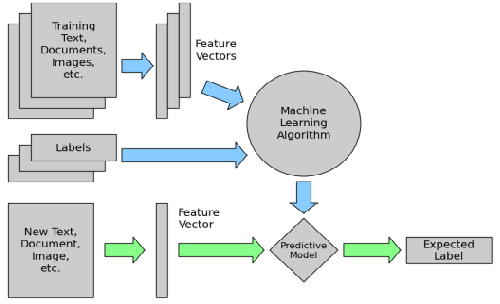 Training
Text,
Documents,
Images,
etc.
Feature
Vectors
Machine
Learning
Algorithm
Labels
New Text,
Document,
Image,
etc.
Feature
Vector
Predictive
Model
Expected
Label